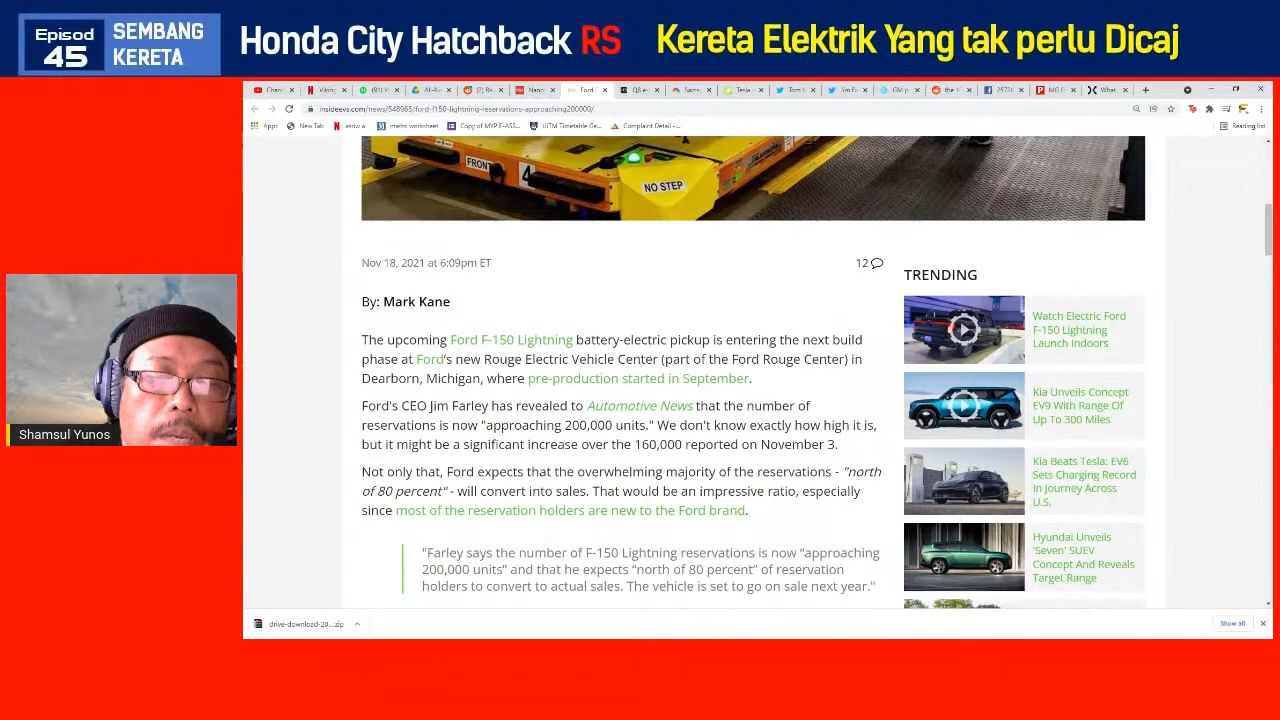 Episod
45
SEMBANG
KERETA
Honda City Hatchback RS
Kereta Elektrik Yang tak perlu Dicaj
insideevs.com/news/548965/ford-f150-lightning-reservations-approaching200000/
Apps
New Tab
asdw a
maths worksheet
Copy of MYP E-ASS...
UiTM Timetable Ge...
Complaint Detail -...
Reading list
FRONT
4
NO STEP
Nov 18, 2021 at 6:09pm ET
12
By: Mark Kane
The upcoming Ford F-150 Lightning battery-electric pickup is entering the next build
phase at Ford's new Rouge Electric Vehicle Center (part of the Ford Rouge Center) in
Dearborn, Michigan, where pre-production started in September.
Ford's CEO Jim Farley has revealed to Automotive News that the number of
reservations is now "approaching 200,000 units." We don't know exactly how high it is,
but it might be a significant increase over the 160,000 reported on November 3.
Not only that, Ford expects that the overwhelming majority of the reservations - "north
of 80 percent" - will convert into sales. That would be an impressive ratio, especially
since most of the reservation holders are new to the Ford brand.
"Farley says the number of F-150 Lightning reservations is now “approaching
200,000 units” and that he expects “north of 80 percent” of reservation
holders to convert to actual sales. The vehicle is set to go on sale next year."
TRENDING
Watch Electric Ford
F-150 Lightning
Launch Indoors
Kia Unveils Concept
EV9 With Range Of
Up To 300 Miles
Kia Beats Tesla: EV6
Sets Charging Record
In Journey Across
U.S.
Hyundai Unveils
'Seven' SUEV
Concept And Reveals
Target Range
Shamsul Yunos
drive-download-20....zip
Show all